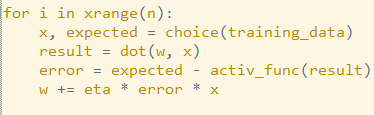 for i in xrange(n):
    x, expected = choice(training_data)
    result = dot(w, x)
    error = expected - activ_func(result)
    w += eta * error * x